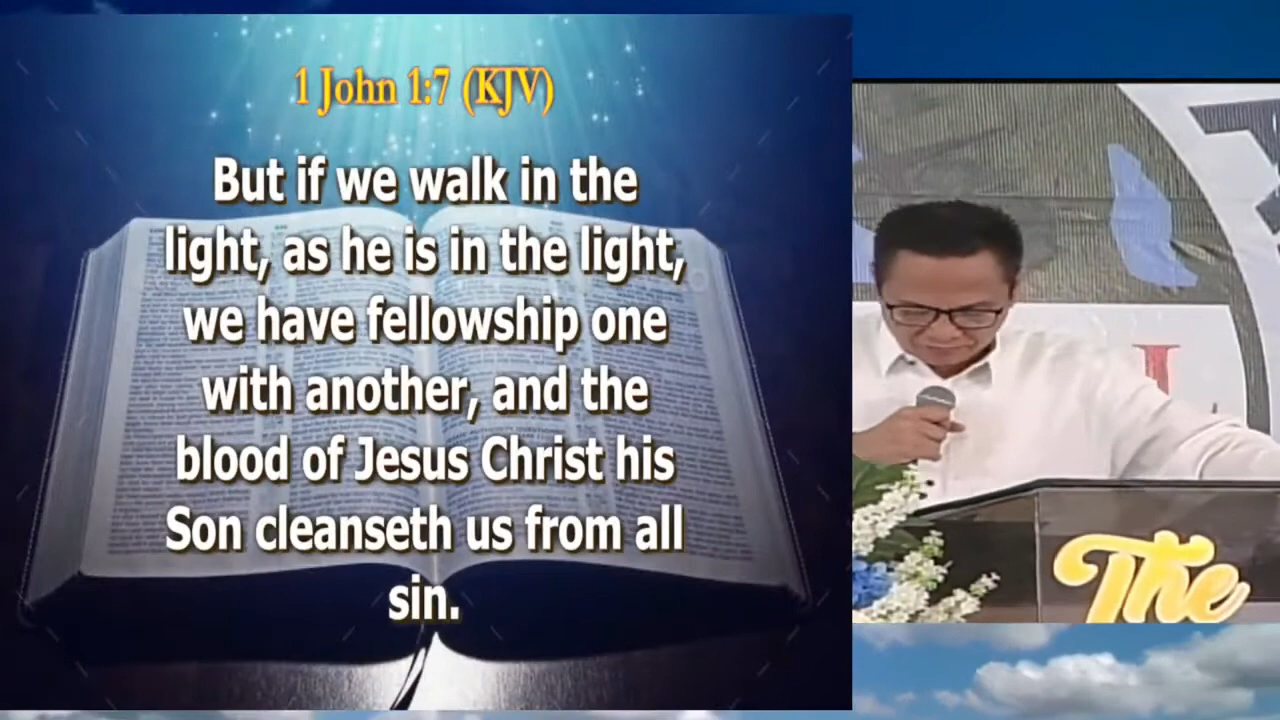 1 John 1:7 (KJV)
But if we walk in the
light, as he is in the light,
we have fellowship one
with another, and the
blood of Jesus Christ his
Son cleanseth us from all
sin.
The